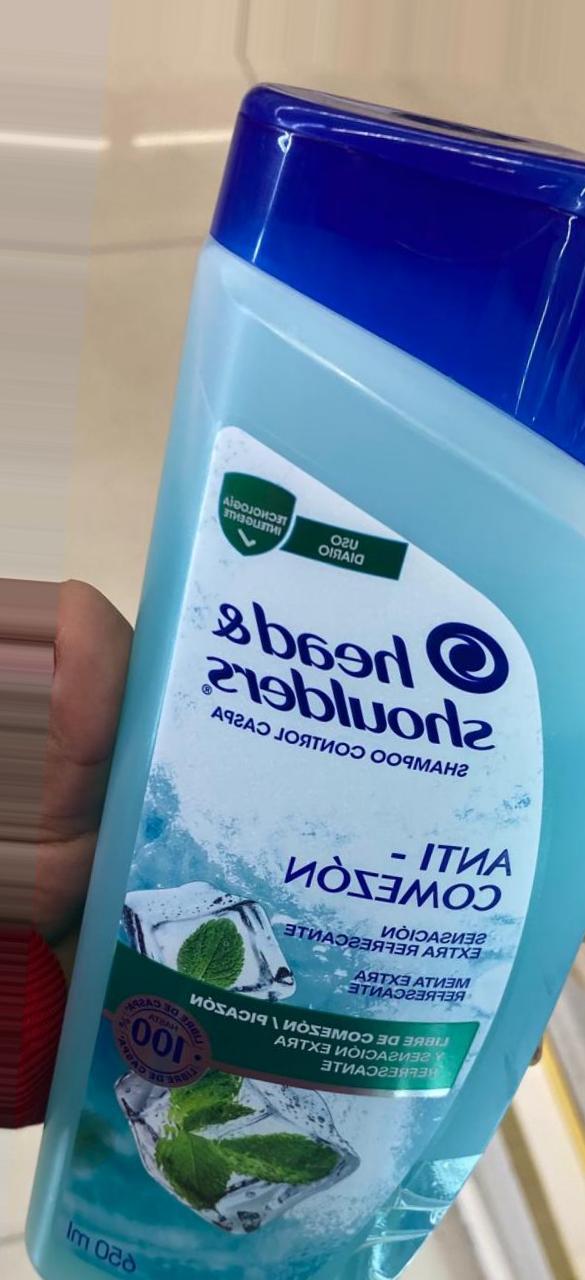 TECNOLOGÍA
INTELIGENTE
USO
DIARIO
head&
shoulders®
SHAMPOO CONTROL CASPA
ANTI-
COMEZÓN
SENSACIÓN
EXTRA REFRESCANTE
MENTA EXTRA
REFRESCANTE
LIBRE DE COMEZÓN / PICAZÓN
Y SENSACIÓN EXTRA
REFRESCANTE
LIBRE DE CASPA
HASTA
100
LIBRE DE CASPA
650 ml